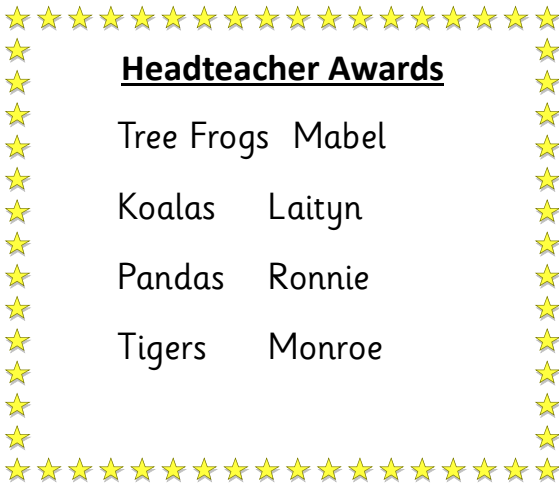 Headteacher Awards
Tree Frogs Mabel
Koalas Laityn
Pandas Ronnie
Tigers Monroe